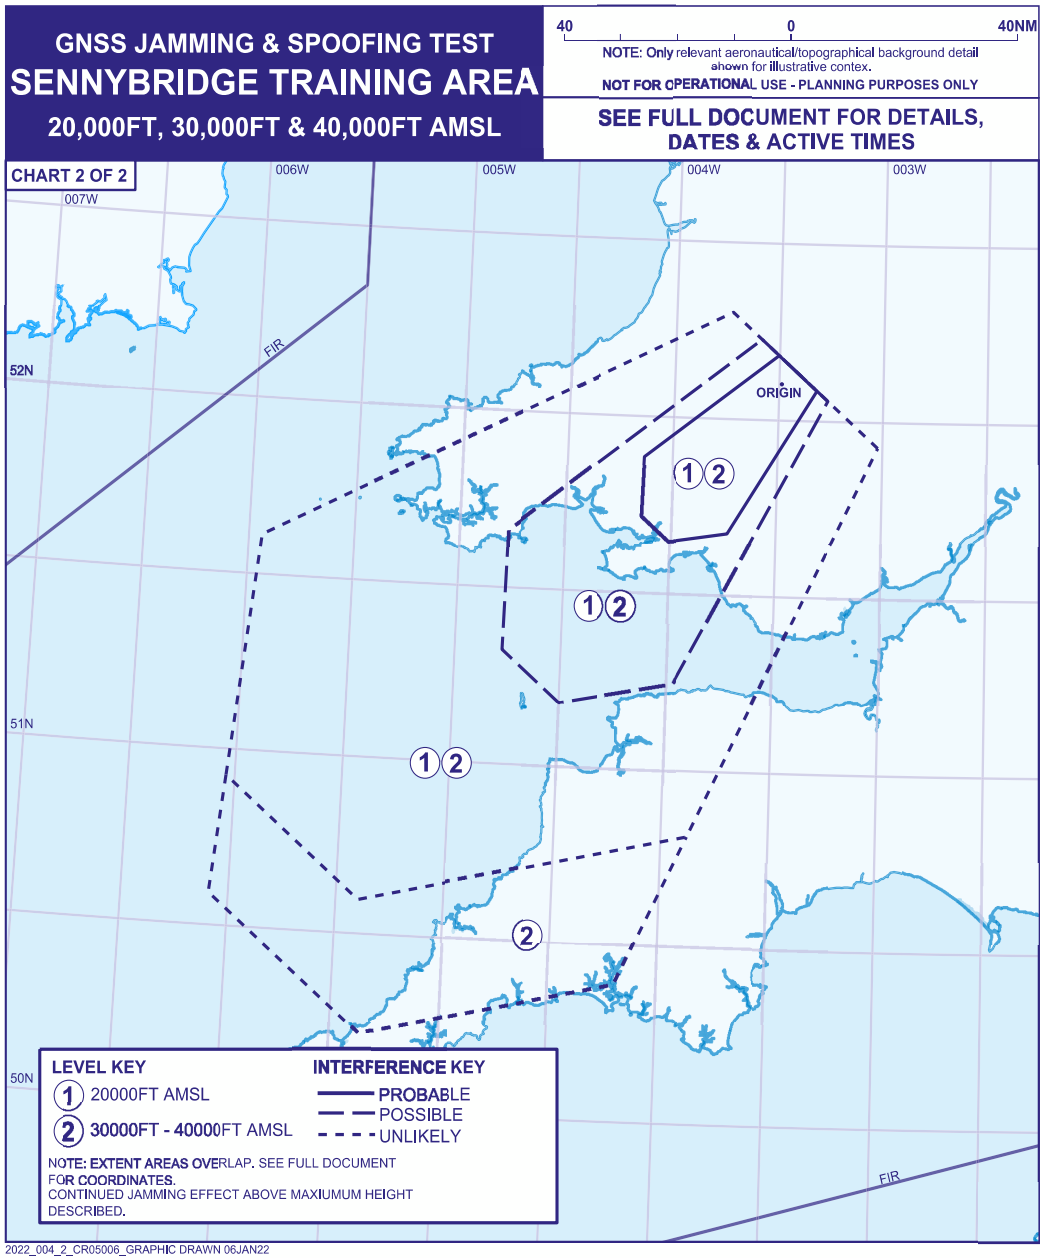 GNSS JAMMING & SPOOFING TEST
SENNYBRIDGE TRAINING AREA
20,000FT, 30,000FT & 40,000FT AMSL
40 0 40NM
NOTE: Only relevant aeronautical/topographical background detail
ahown for illustrative contex.
NOT FOR OPERATIONAL USE - PLANNING PURPOSES ONLY
SEE FULL DOCUMENT FOR DETAILS,
DATES & ACTIVE TIMES
CHART 2 OF 2
007W
006W
005W
004W
003W
FIR
52N
ORIGIN
1 2
1 2
51N
1 2
2
50N
LEVEL KEY
1 20000FT AMSL
2 30000FT - 40000FT AMSL
INTERFERENCE KEY
PROBABLE
POSSIBLE
UNLIKELY
NOTE: EXTENT AREAS OVERLAP. SEE FULL DOCUMENT
FOR COORDINATES.
CONTINUED JAMMING EFFECT ABOVE MAXIUMUM HEIGHT
DESCRIBED.
FIR
2022_004_2_CR05006_GRAPHIC DRAWN 06JAN22